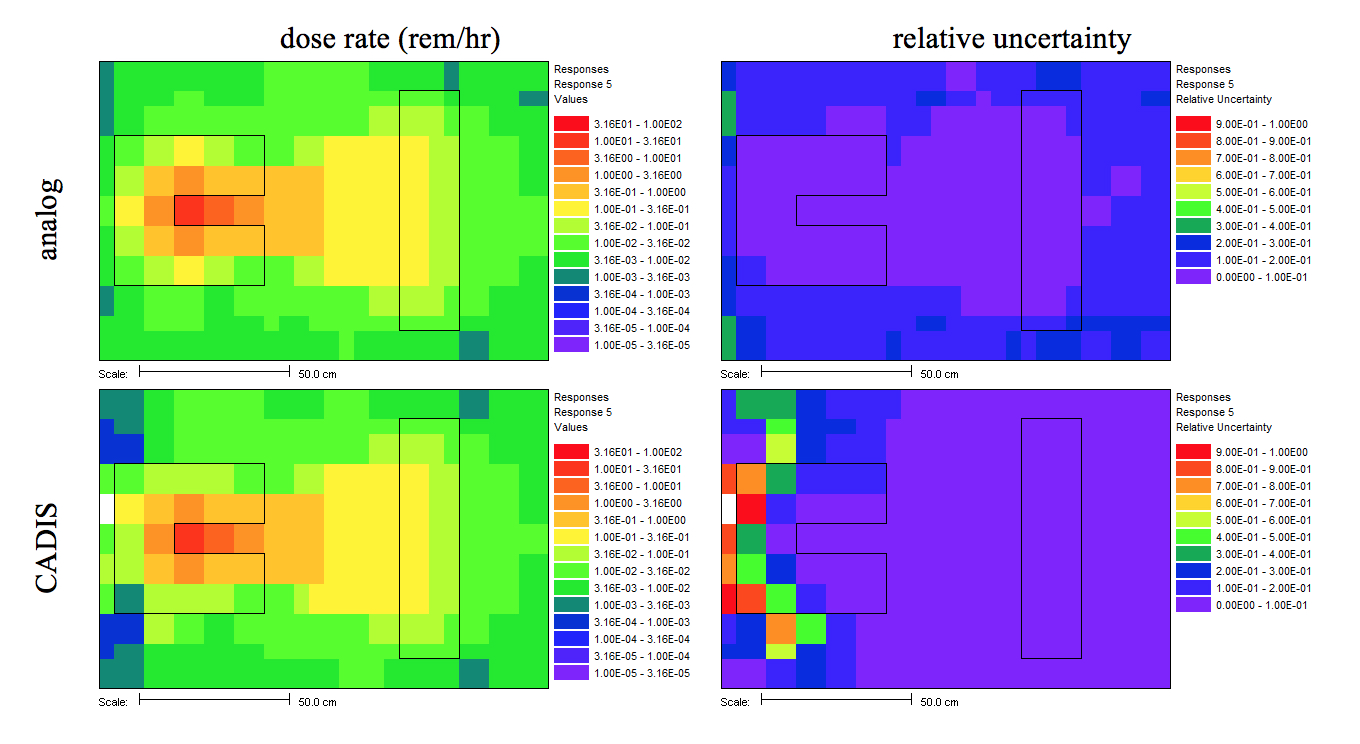 dose rate (rem/hr)
relative uncertainty
analog
Responses
Response 5
Values
3.16E01 - 1.00E02
1.00E01 - 3.16E01
3.16E00 - 1.00E01
1.00E00 - 3.16E00
3.16E-01 - 1.00E00
1.00E-01 - 3.16E-01
3.16E-02 - 1.00E-01
1.00E-02 - 3.16E-02
3.16E-03 - 1.00E-02
1.00E-03 - 3.16E-03
3.16E-04 - 1.00E-03
1.00E-04 - 3.16E-04
3.16E-05 - 1.00E-04
1.00E-05 - 3.16E-05
Scale: 50.0 cm
Responses
Response 5
Relative Uncertainty
9.00E-01 - 1.00E00
8.00E-01 - 9.00E-01
7.00E-01 - 8.00E-01
6.00E-01 - 7.00E-01
5.00E-01 - 6.00E-01
4.00E-01 - 5.00E-01
3.00E-01 - 4.00E-01
2.00E-01 - 3.00E-01
1.00E-01 - 2.00E-01
0.00E00 - 1.00E-01
Scale: 50.0 cm
CADIS
Responses
Response 5
Values
3.16E01 - 1.00E02
1.00E01 - 3.16E01
3.16E00 - 1.00E01
1.00E00 - 3.16E00
3.16E-01 - 1.00E00
1.00E-01 - 3.16E-01
3.16E-02 - 1.00E-01
1.00E-02 - 3.16E-02
3.16E-03 - 1.00E-02
1.00E-03 - 3.16E-03
3.16E-04 - 1.00E-03
1.00E-04 - 3.16E-04
3.16E-05 - 1.00E-04
1.00E-05 - 3.16E-05
Scale: 50.0 cm
Responses
Response 5
Relative Uncertainty
9.00E-01 - 1.00E00
8.00E-01 - 9.00E-01
7.00E-01 - 8.00E-01
6.00E-01 - 7.00E-01
5.00E-01 - 6.00E-01
4.00E-01 - 5.00E-01
3.00E-01 - 4.00E-01
2.00E-01 - 3.00E-01
1.00E-01 - 2.00E-01
0.00E00 - 1.00E-01
Scale: 50.0 cm